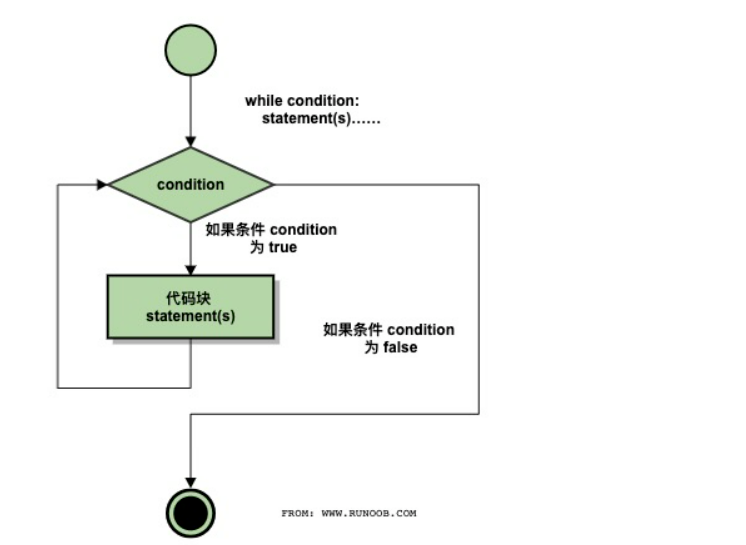 while condition:
statement(s)......
condition
如果条件 condition
为 true
代码块
statement(s)
如果条件 condition
为 false
FROM: WWW.RUNOOB.COM